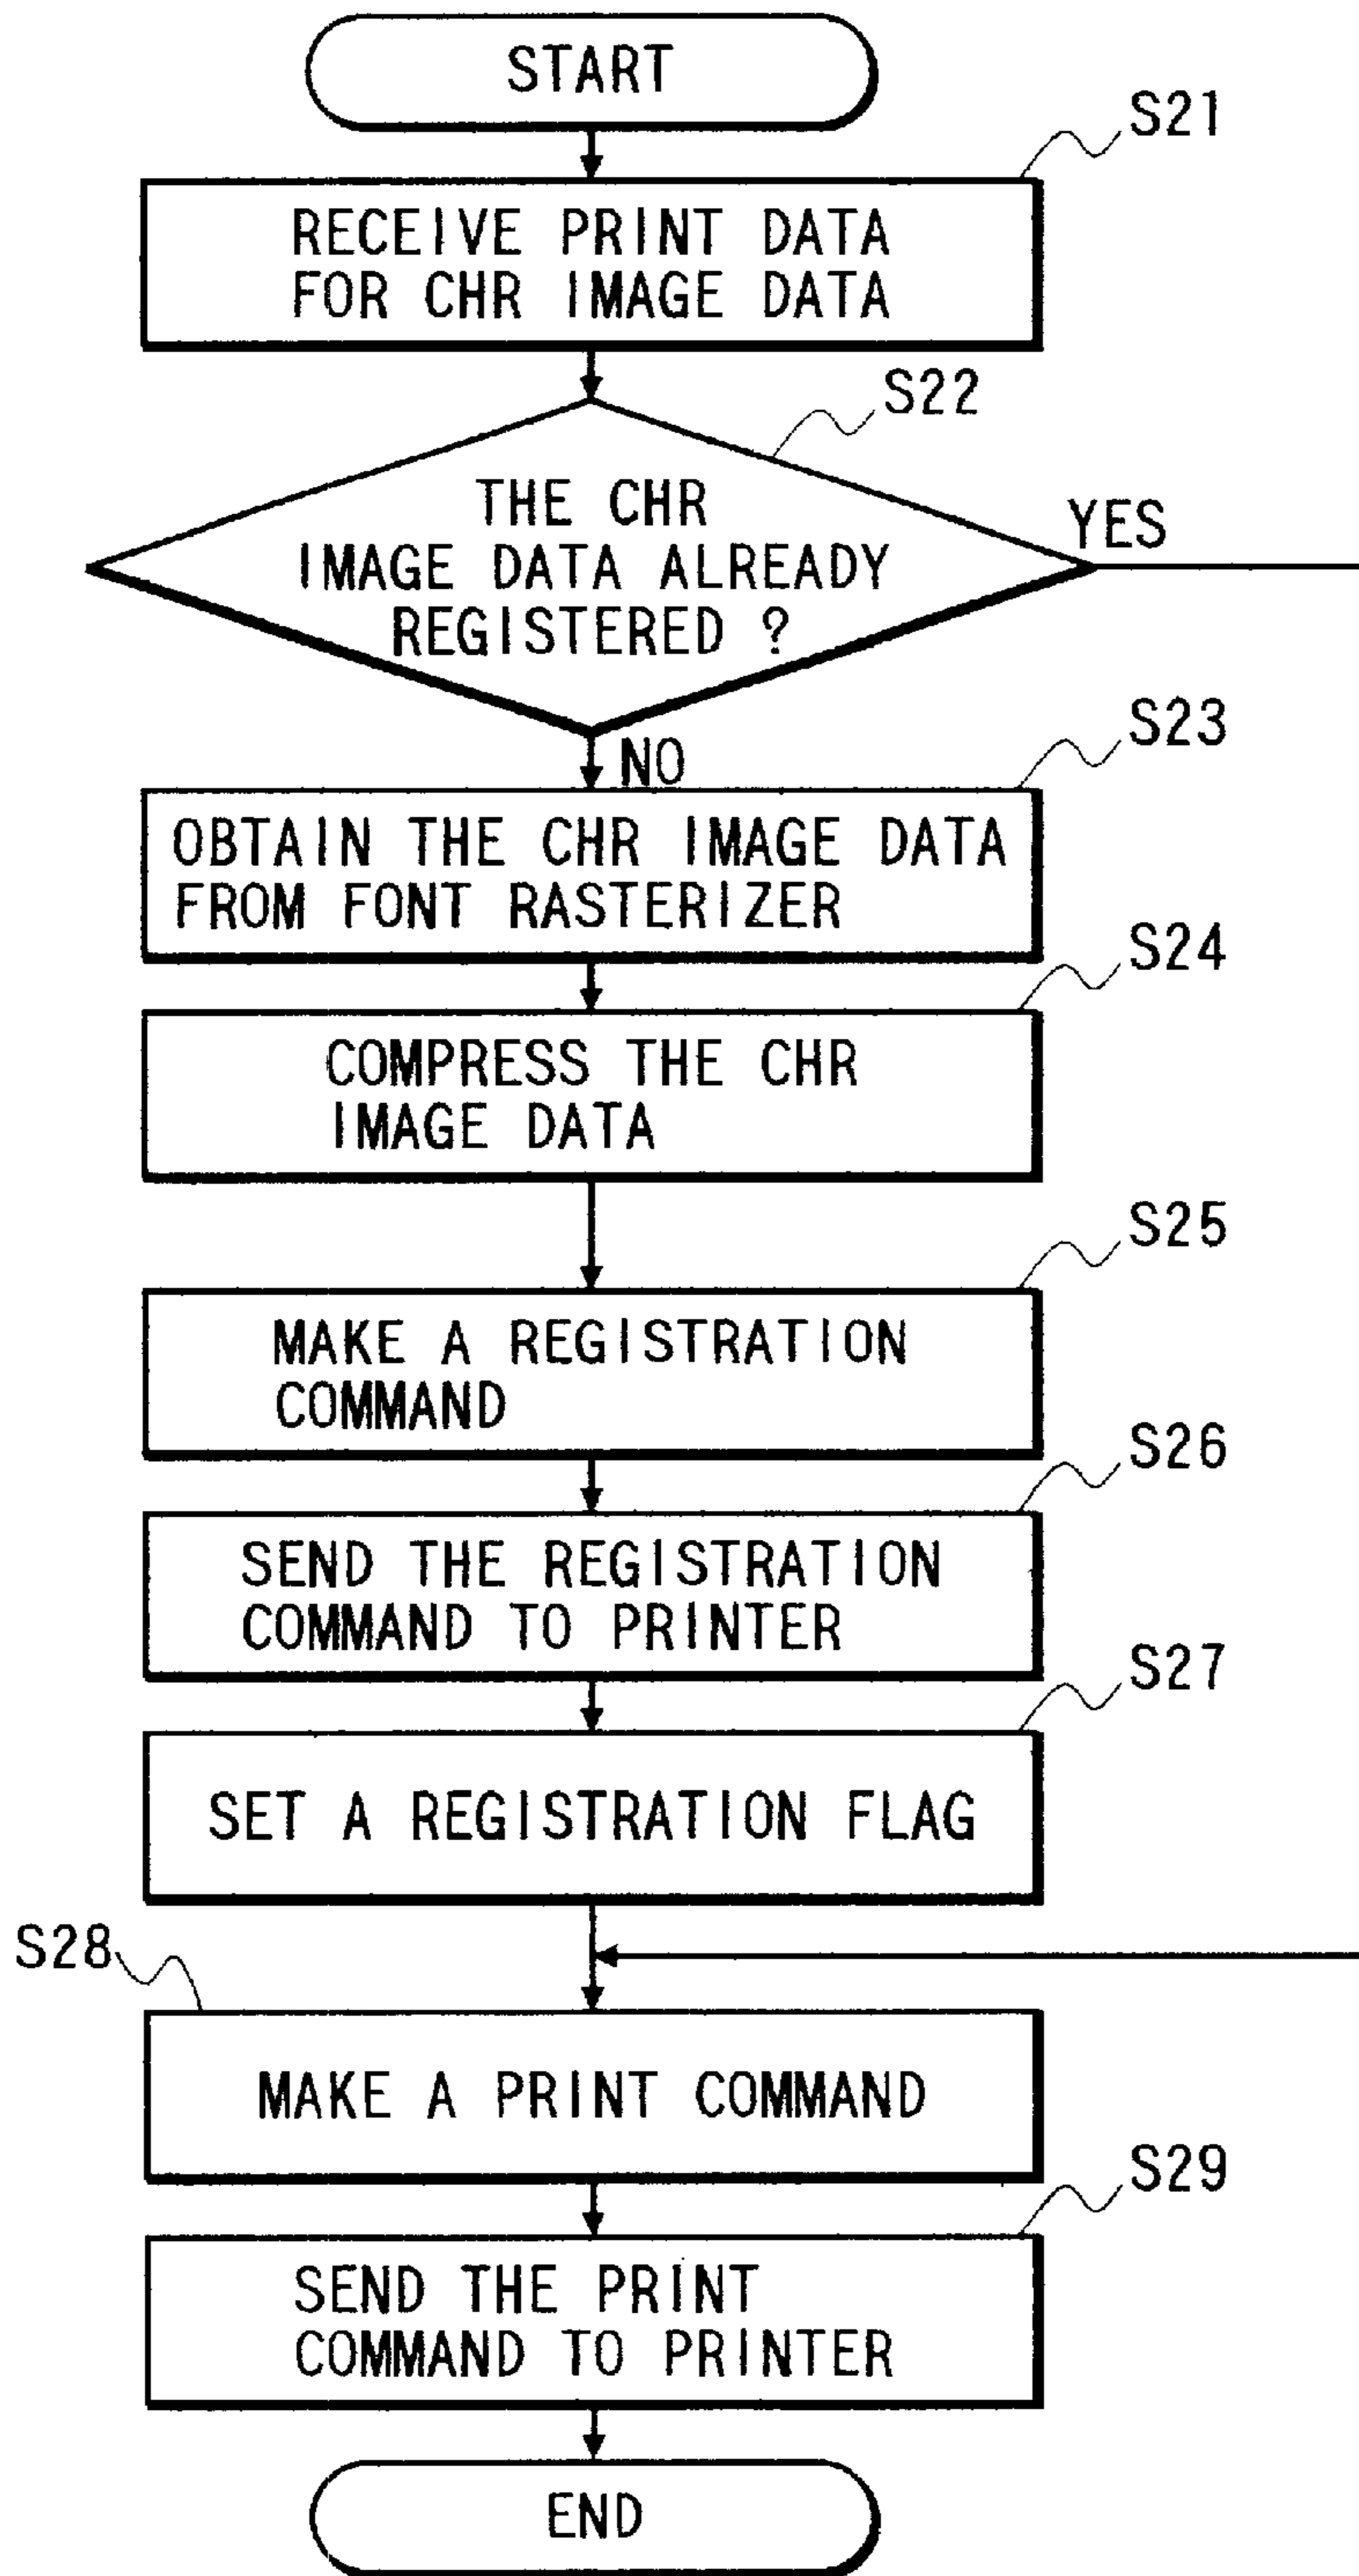 START
S21
RECEIVE PRINT DATA
FOR CHR IMAGE DATA
S22
THE CHR
IMAGE DATA ALREADY
REGISTERED ?
YES
NO
S23
OBTAIN THE CHR IMAGE DATA
FROM FONT RASTERIZER
S24
COMPRESS THE CHR
IMAGE DATA
S25
MAKE A REGISTRATION
COMMAND
S26
SEND THE REGISTRATION
COMMAND TO PRINTER
S27
SET A REGISTRATION FLAG
S28
MAKE A PRINT COMMAND
S29
SEND THE PRINT
COMMAND TO PRINTER
END